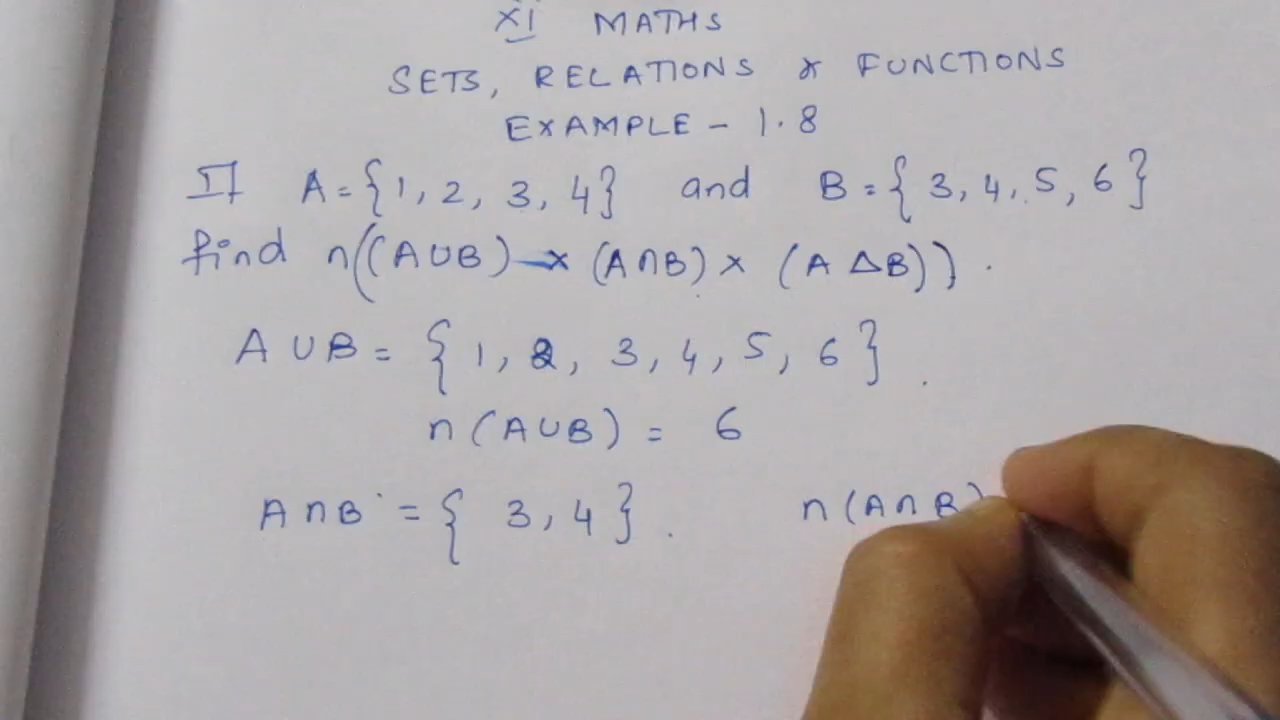 XI MATHS
SETS, RELATIONS & FUNCTIONS
EXAMPLE - 1.8
If A = {1, 2, 3, 4} and B = {3, 4, 5, 6}
find n((A∪B) × (A∩B) × (A △B)).
A∪B = {1, 2, 3, 4, 5, 6}.
n(A∪B) = 6
A∩B = {3, 4}. n(A∩B)